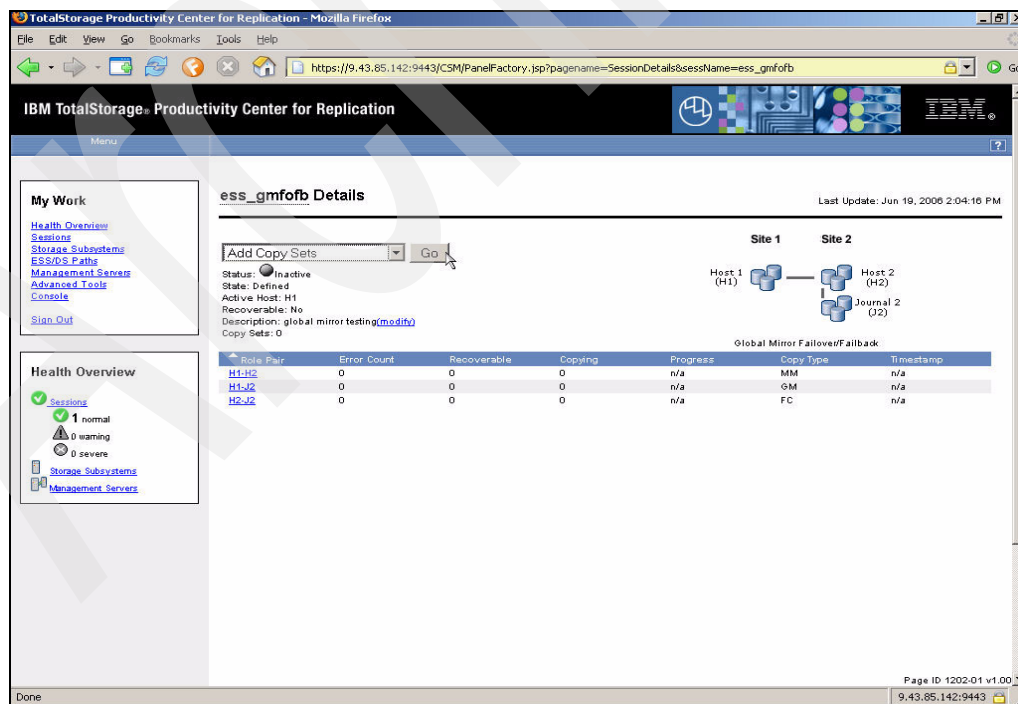 TotalStorage Productivity Center for Replication - Mozilla Firefox
File Edit View Go Bookmarks Tools Help
https://9.43.85.142:9443/CSM/PanelFactory.jsp?pagename=SessionDetails&sessName=ess_gmfofb
IBM TotalStorage® Productivity Center for Replication
IBM®
Menu
?
My Work
Health Overview
Sessions
Storage Subsystems
ESS/DS Paths
Management Servers
Advanced Tools
Console
Sign Out
Health Overview
Sessions
1 normal
0 warning
0 severe
Storage Subsystems
Management Servers
ess_gmfofb Details
Last Update: Jun 19, 2006 2:04:16 PM
Add Copy Sets Go
Status: Inactive
State: Defined
Active Host: H1
Recoverable: No
Description: global mirror testing(modify)
Copy Sets: 0
Site 1 Site 2
Host 1 (H1)
Host 2 (H2)
Journal 2 (J2)
Global Mirror Failover/Failback
Role Pair Error Count Recoverable Copying Progress Copy Type Timestamp
H1-H2 0 0 0 n/a MM n/a
H1-J2 0 0 0 n/a GM n/a
H2-J2 0 0 0 n/a FC n/a
Page ID 1202-01 v1.00
Done
9.43.85.142:9443